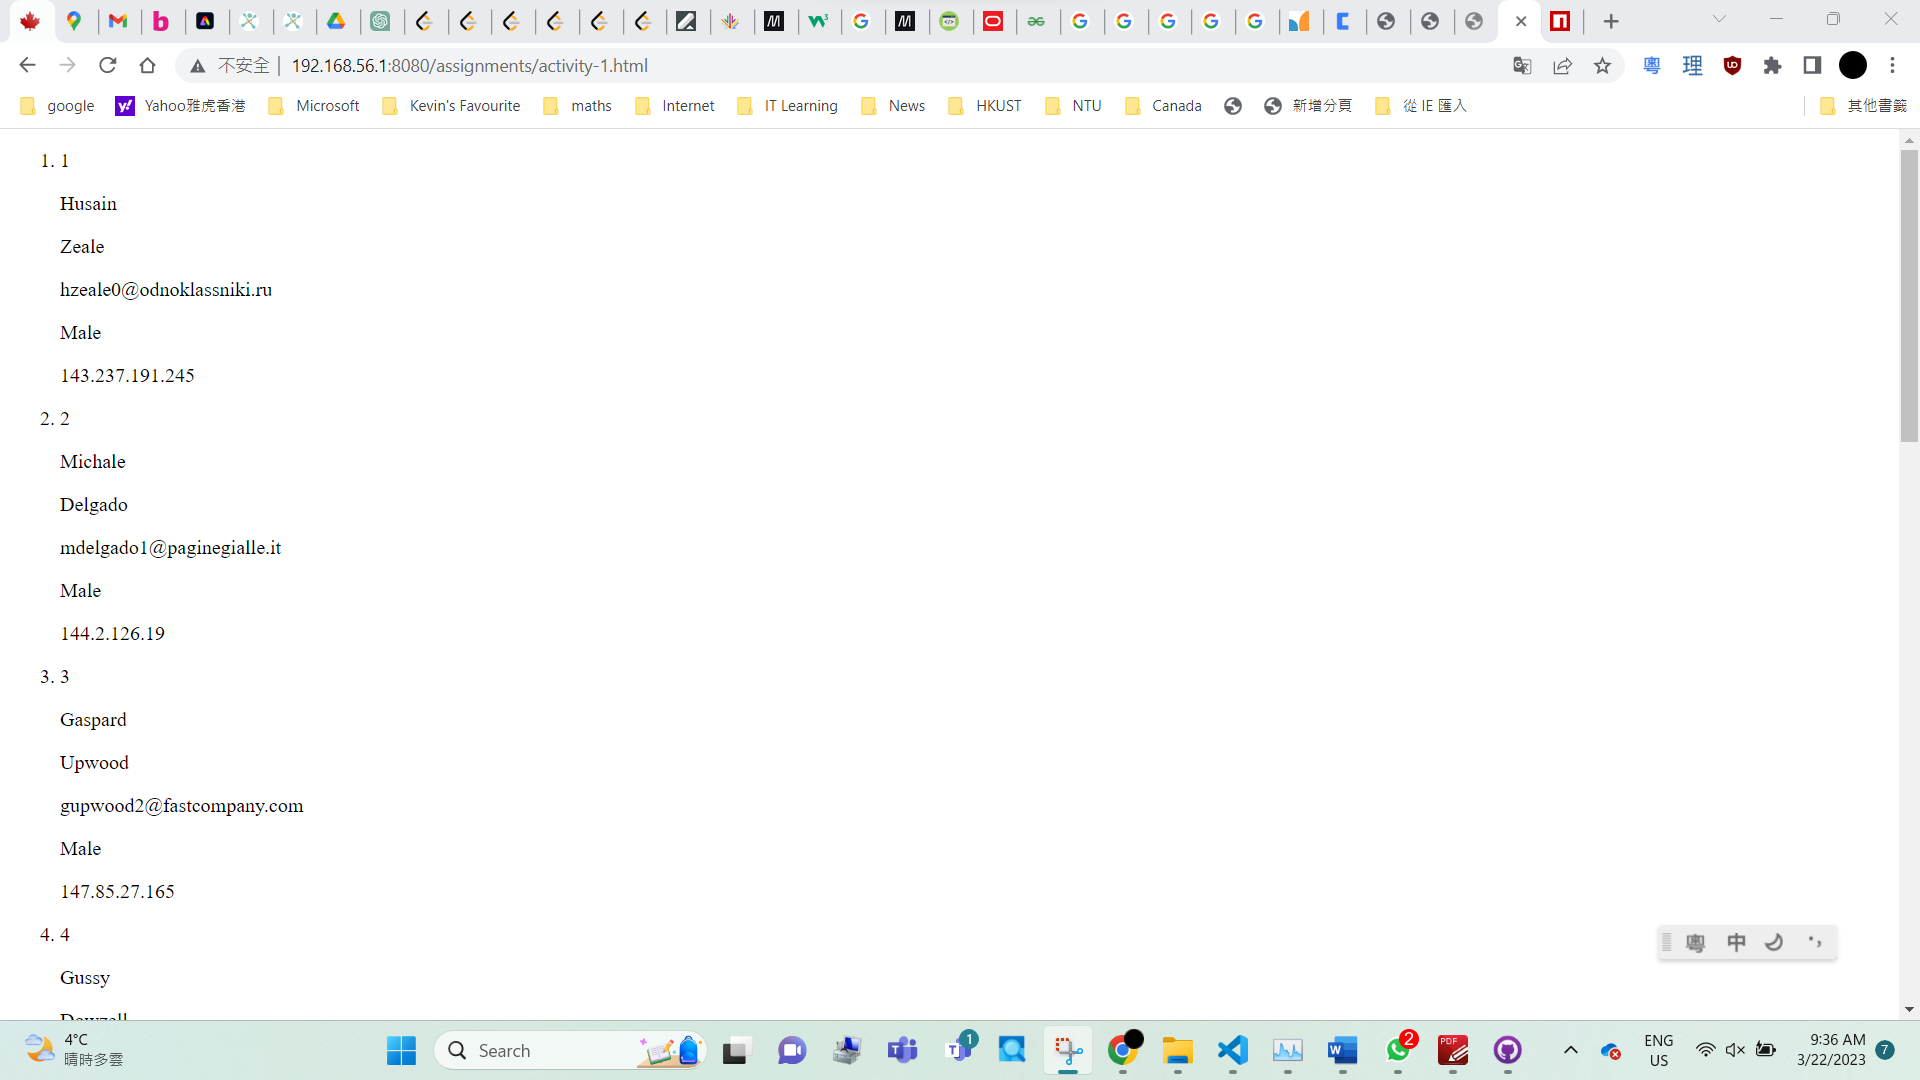 不安全 192.168.56.1:8080/assignments/activity-1.html
google Yahoo雅虎香港 Microsoft Kevin's Favourite maths Internet IT Learning News HKUST NTU Canada 新增分頁 從 IE 匯入 其他書籤
1. 1
Husain
Zeale
hzeale0@odnoklassniki.ru
Male
143.237.191.245
2. 2
Michale
Delgado
mdelgado1@paginegialle.it
Male
144.2.126.19
3. 3
Gaspard
Upwood
gupwood2@fastcompany.com
Male
147.85.27.165
4. 4
Gussy
粵 中
4°C
晴時多雲
Search
ENG
US
9:36 AM
3/22/2023
7